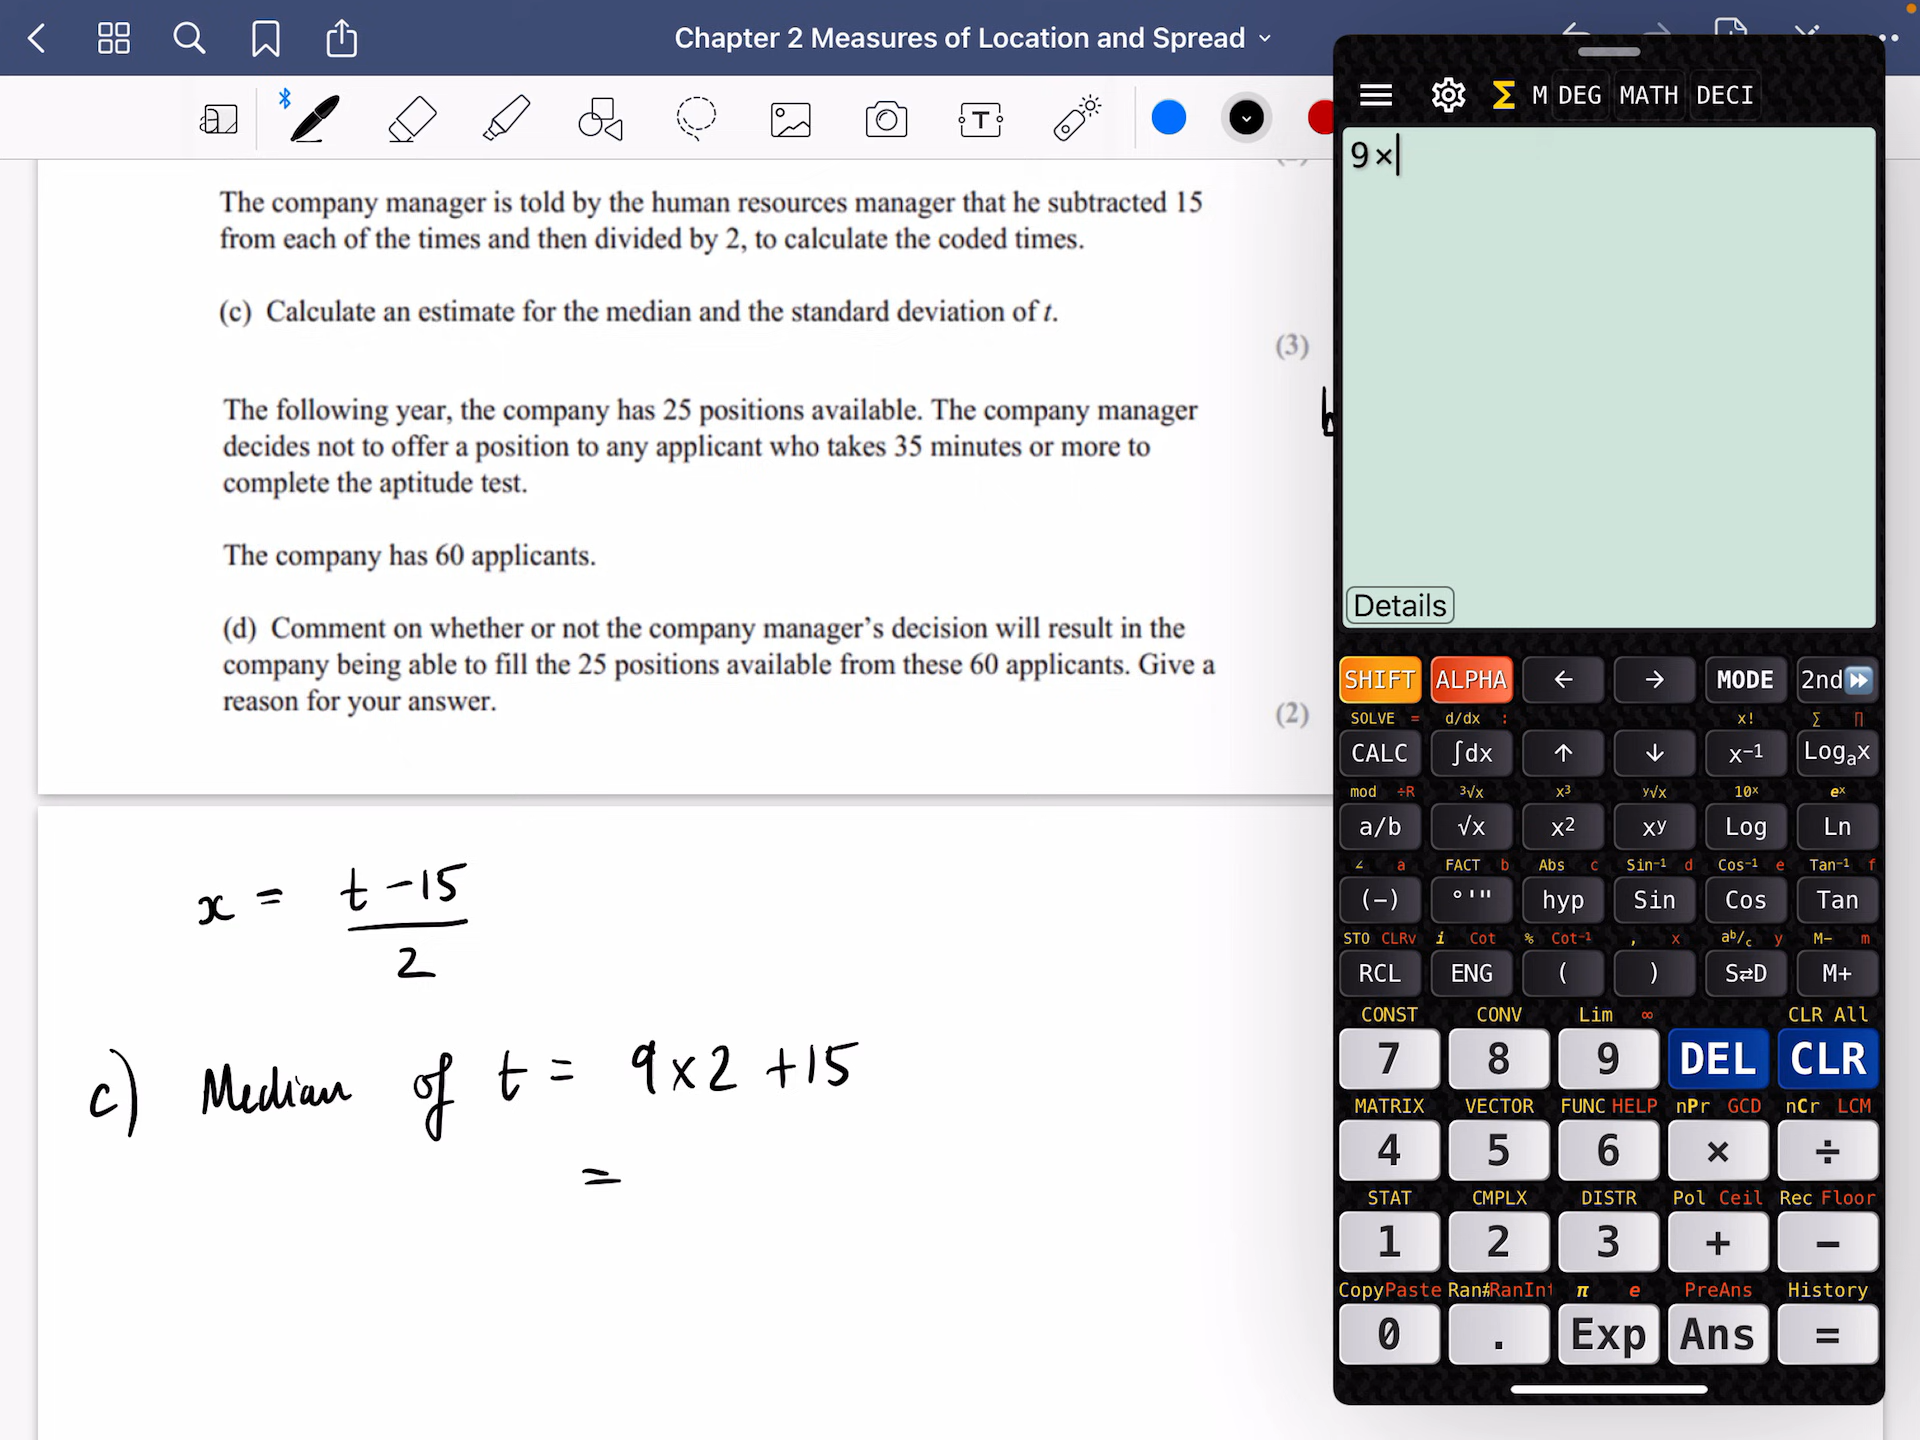 Chapter 2 Measures of Location and Spread
The company manager is told by the human resources manager that he subtracted 15
from each of the times and then divided by 2, to calculate the coded times.
(c) Calculate an estimate for the median and the standard deviation of t.
(3)
The following year, the company has 25 positions available. The company manager
decides not to offer a position to any applicant who takes 35 minutes or more to
complete the aptitude test.
The company has 60 applicants.
(d) Comment on whether or not the company manager's decision will result in the
company being able to fill the 25 positions available from these 60 applicants. Give a
reason for your answer.
(2)
x = t - 15
2
c) Median of t = 9 x 2 + 15
=
Σ M DEG MATH DECI
9×
Details
SHIFT ALPHA ← → MODE 2nd
SOLVE = d/dx : x! ∑ ∏
CALC ∫dx ↑ ↓ x⁻¹ Logₐx
mod ÷R ³√x x³ ʸ√x 10ˣ eˣ
a/b √x x² xʸ Log Ln
∠ a FACT b Abs c Sin⁻¹ d Cos⁻¹ e Tan⁻¹ f
(−) °'" hyp Sin Cos Tan
STO CLRv i Cot % Cot⁻¹ , x aᵇ/c y M− m
RCL ENG ( ) S⇄D M+
CONST CONV Lim ∞ CLR All
7 8 9 DEL CLR
MATRIX VECTOR FUNC HELP nPr GCD nCr LCM
4 5 6 × ÷
STAT CMPLX DISTR Pol Ceil Rec Floor
1 2 3 + −
Copy Paste Ran# RanInt π e PreAns History
0 . Exp Ans =